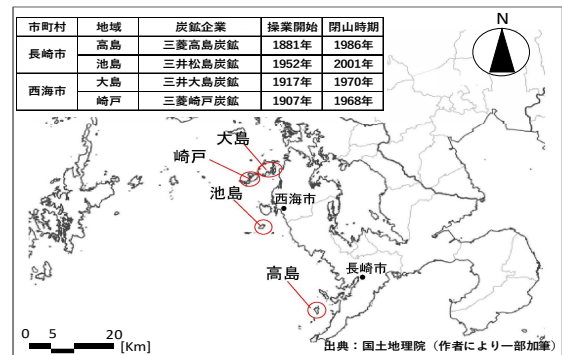 市町村 地域 炭鉱企業 操業開始 閉山時期
長崎市 高島 三菱高島炭鉱 1881年 1986年
池島 三井松島炭鉱 1952年 2001年
西海市 大島 三井大島炭鉱 1917年 1970年
崎戸 三菱崎戸炭鉱 1907年 1968年
N
大島
崎戸
池島
西海市
高島
長崎市
0 5 20
[Km]
出典：国土地理院（作者により一部加筆）